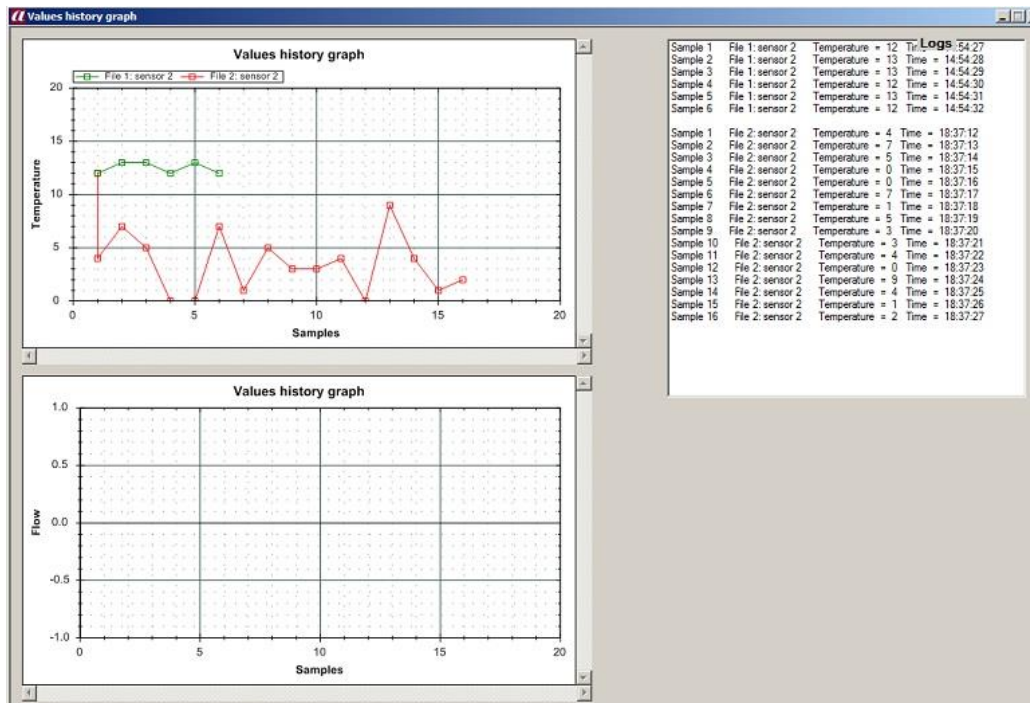 Values history graph
Values history graph
File 1: sensor 2 File 2: sensor 2
20
15
10
5
0
Temperature
0 5 10 15 20
Samples
Values history graph
1.0
0.5
0.0
-0.5
-1.0
Flow
0 5 10 15 20
Samples
Logs
Sample 1 File 1: sensor 2 Temperature = 12 :54:27
Sample 2 File 1: sensor 2 Temperature = 13 Time = 14:54:28
Sample 3 File 1: sensor 2 Temperature = 13 Time = 14:54:29
Sample 4 File 1: sensor 2 Temperature = 12 Time = 14:54:30
Sample 5 File 1: sensor 2 Temperature = 13 Time = 14:54:31
Sample 6 File 1: sensor 2 Temperature = 12 Time = 14:54:32
Sample 1 File 2: sensor 2 Temperature = 4 Time = 18:37:12
Sample 2 File 2: sensor 2 Temperature = 7 Time = 18:37:13
Sample 3 File 2: sensor 2 Temperature = 5 Time = 18:37:14
Sample 4 File 2: sensor 2 Temperature = 0 Time = 18:37:15
Sample 5 File 2: sensor 2 Temperature = 0 Time = 18:37:16
Sample 6 File 2: sensor 2 Temperature = 7 Time = 18:37:17
Sample 7 File 2: sensor 2 Temperature = 1 Time = 18:37:18
Sample 8 File 2: sensor 2 Temperature = 5 Time = 18:37:19
Sample 9 File 2: sensor 2 Temperature = 3 Time = 18:37:20
Sample 10 File 2: sensor 2 Temperature = 3 Time = 18:37:21
Sample 11 File 2: sensor 2 Temperature = 4 Time = 18:37:22
Sample 12 File 2: sensor 2 Temperature = 0 Time = 18:37:23
Sample 13 File 2: sensor 2 Temperature = 9 Time = 18:37:24
Sample 14 File 2: sensor 2 Temperature = 4 Time = 18:37:25
Sample 15 File 2: sensor 2 Temperature = 1 Time = 18:37:26
Sample 16 File 2: sensor 2 Temperature = 2 Time = 18:37:27